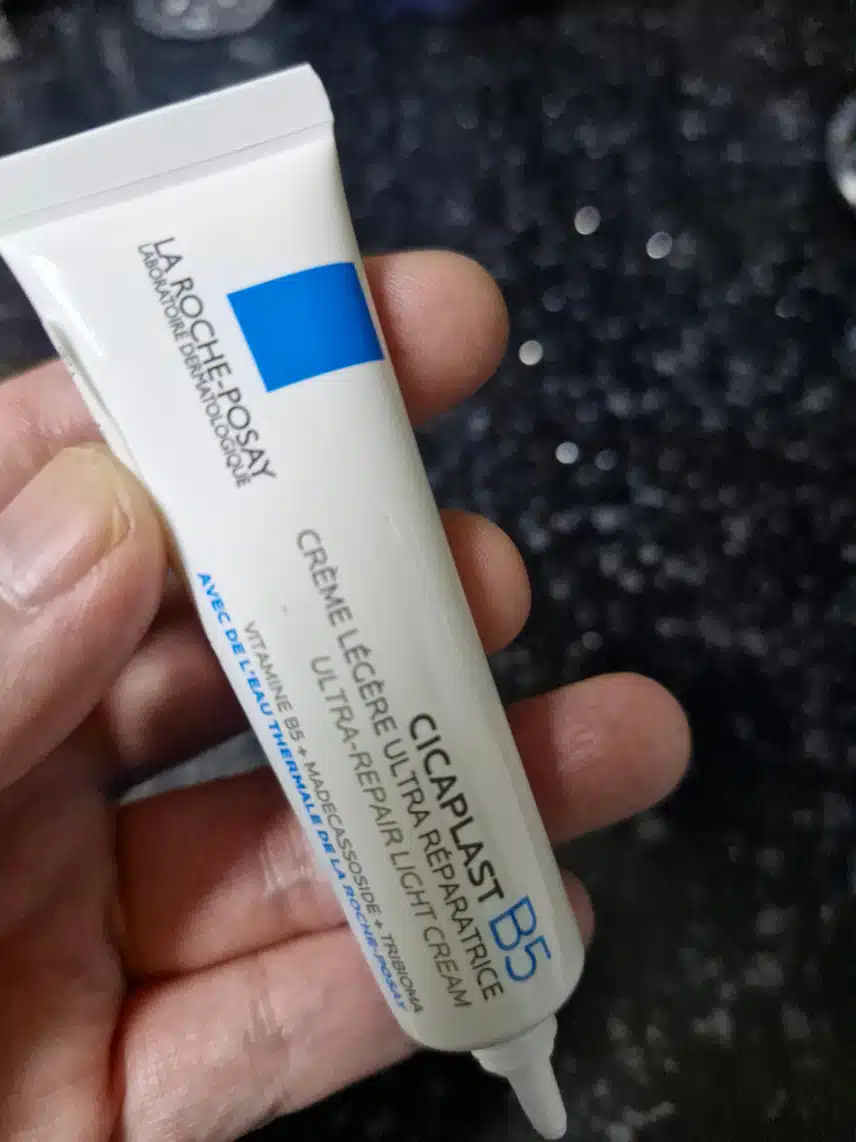 LA ROCHE-POSAY
LABORATOIRE DERMATOLOGIQUE
CICAPLAST B5
CRÈME LÉGÈRE ULTRA RÉPARATRICE
ULTRA-REPAIR LIGHT CREAM
VITAMINE B5 + MADECASSOSIDE + TRIBIOMA
AVEC DE L'EAU THERMALE DE LA ROCHE-POSAY